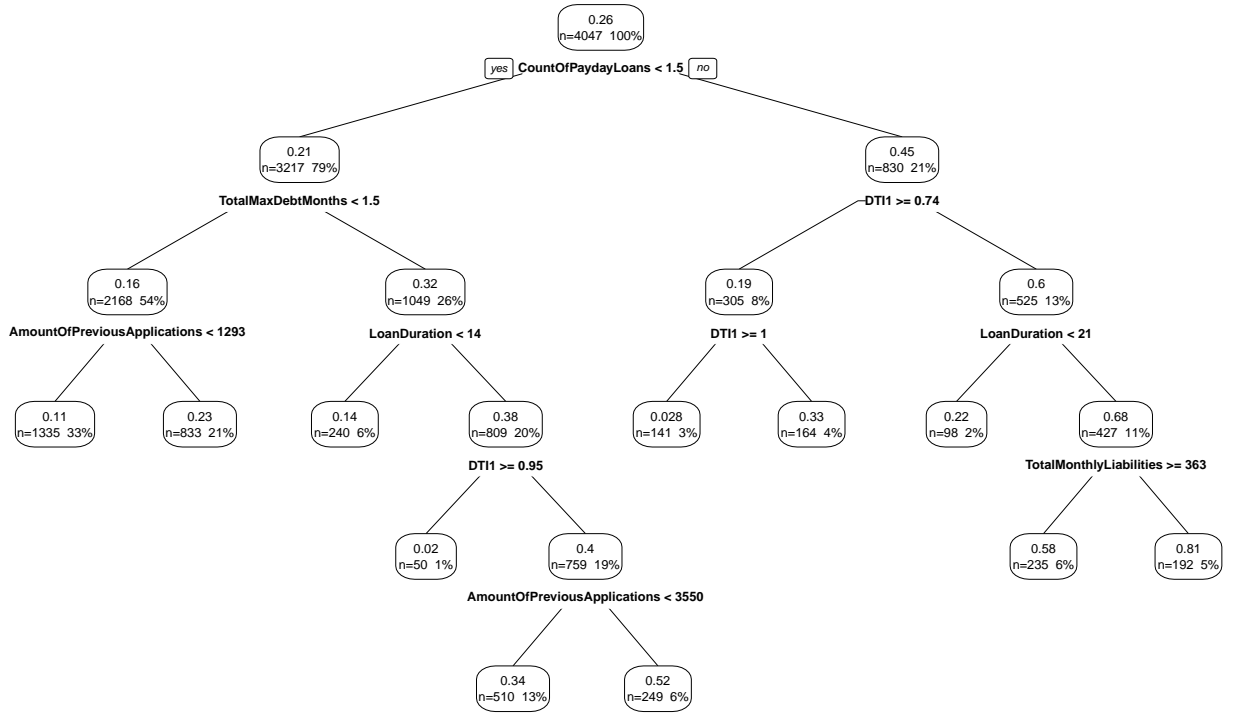 0.26
n=4047 100%
yes CountOfPaydayLoans < 1.5 no
0.21
n=3217 79%
0.45
n=830 21%
TotalMaxDebtMonths < 1.5
DTI1 >= 0.74
0.16
n=2168 54%
0.32
n=1049 26%
0.19
n=305 8%
0.6
n=525 13%
AmountOfPreviousApplications < 1293
LoanDuration < 14
DTI1 >= 1
LoanDuration < 21
0.11
n=1335 33%
0.23
n=833 21%
0.14
n=240 6%
0.38
n=809 20%
0.028
n=141 3%
0.33
n=164 4%
0.22
n=98 2%
0.68
n=427 11%
DTI1 >= 0.95
TotalMonthlyLiabilities >= 363
0.02
n=50 1%
0.4
n=759 19%
0.58
n=235 6%
0.81
n=192 5%
AmountOfPreviousApplications < 3550
0.34
n=510 13%
0.52
n=249 6%